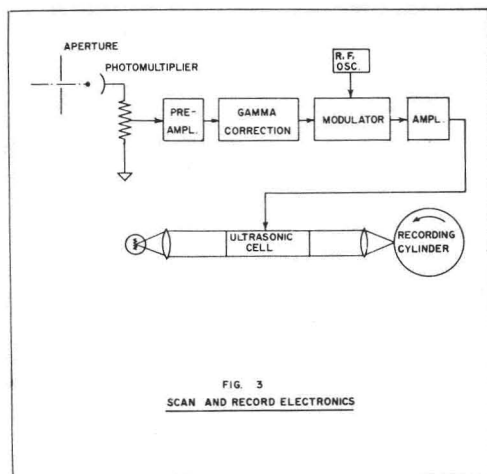 APERTURE
PHOTOMULTIPLIER
R.F.
OSC.
PRE-
AMPL.
GAMMA
CORRECTION
MODULATOR
AMPL.
ULTRASONIC
CELL
RECORDING
CYLINDER
FIG. 3
SCAN AND RECORD ELECTRONICS